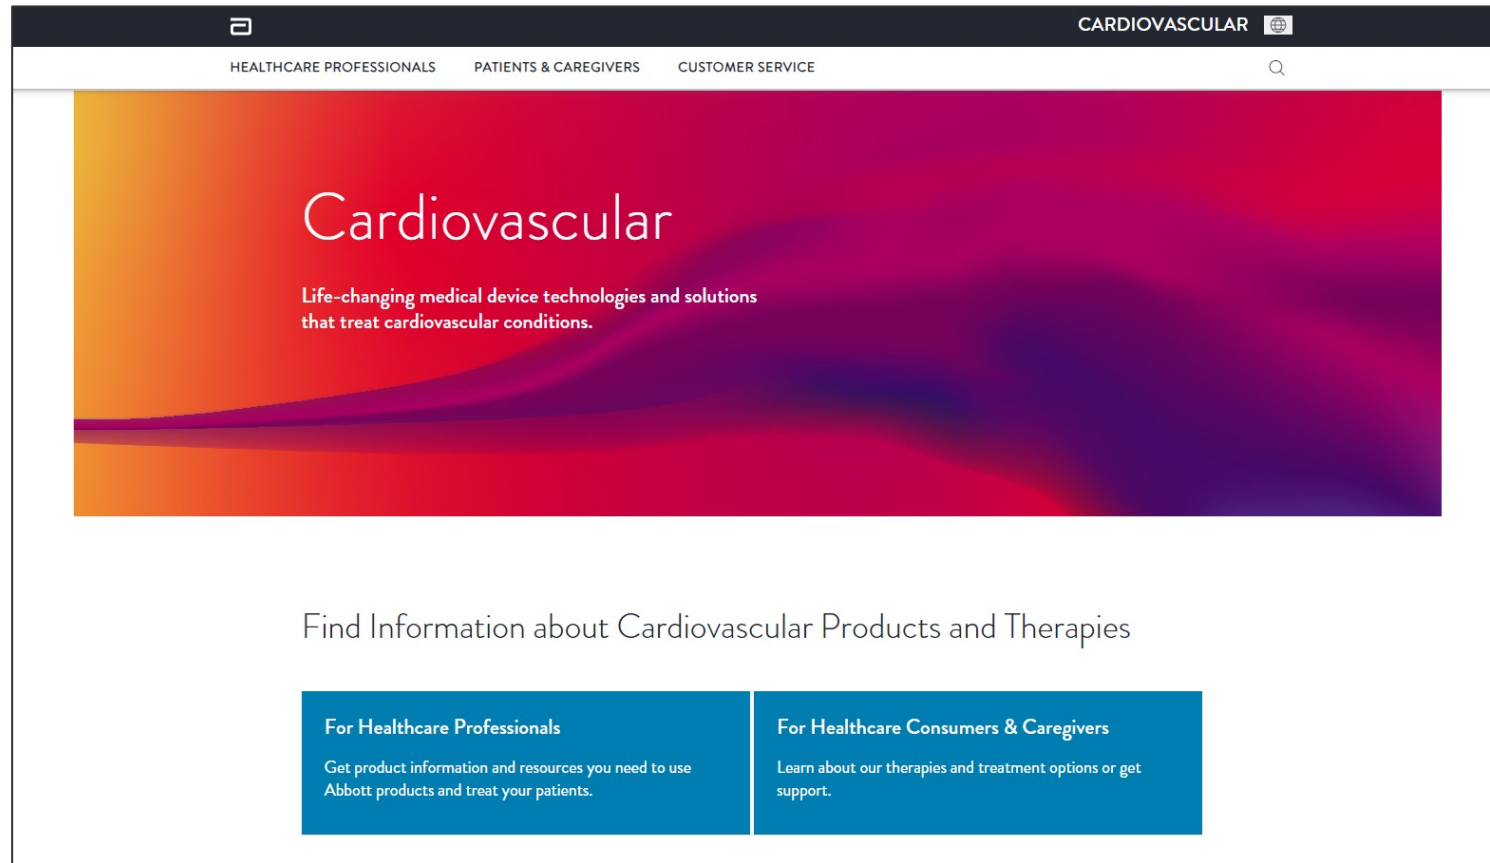 CARDIOVASCULAR
HEALTHCARE PROFESSIONALS
PATIENTS & CAREGIVERS
CUSTOMER SERVICE
Cardiovascular
Life-changing medical device technologies and solutions
that treat cardiovascular conditions.
Find Information about Cardiovascular Products and Therapies
For Healthcare Professionals
Get product information and resources you need to use
Abbott products and treat your patients.
For Healthcare Consumers & Caregivers
Learn about our therapies and treatment options or get
support.